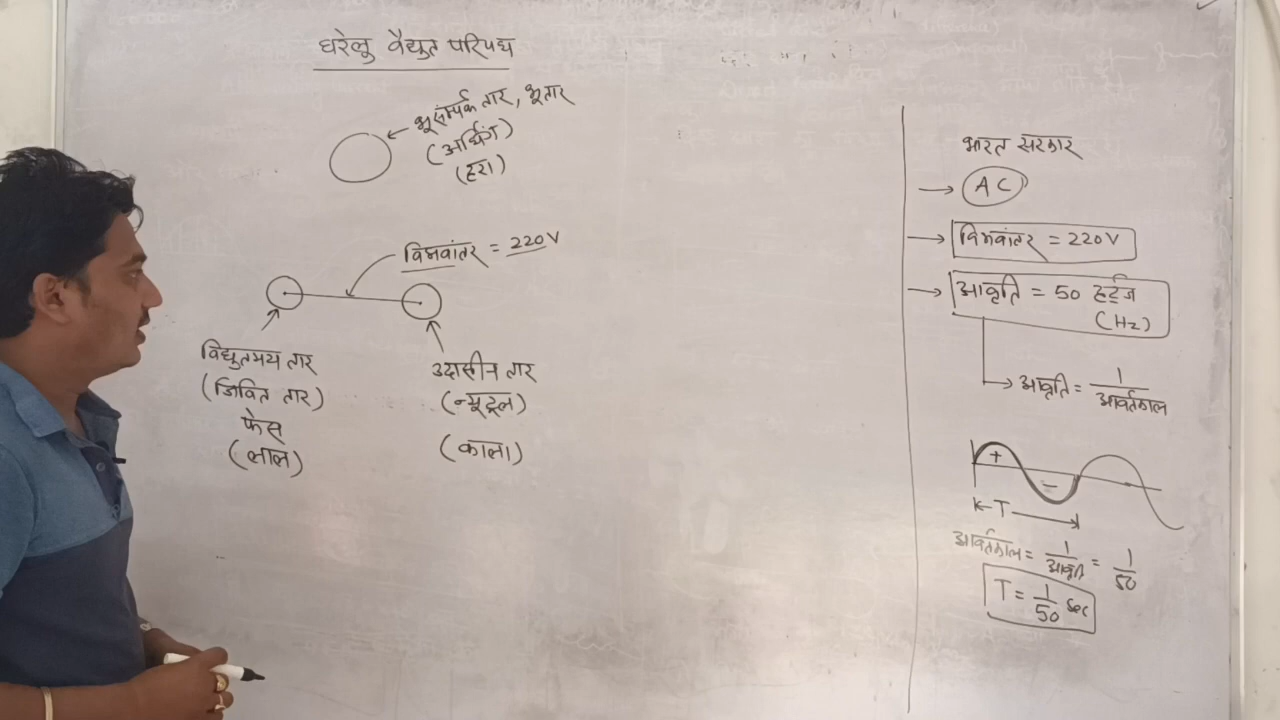 घरेलू वैद्युत परिपथ
भूसंर्म्पक तार, भूतार
(अर्थिंग)
(हरा)
विभवांतर = 220V
विद्युतमय तार
(जिवित तार)
फेस
(लाल)
उदासीन तार
(न्यूट्रल)
(काला)
भारत सरकार
→ AC
→ विभवांतर = 220V
→ आवृति = 50 हर्ट्ज
(Hz)
→ आवृति = 1/आवर्तकाल
+
−
T
आवर्तकाल = 1/आवृति = 1/50
T = 1/50 sec